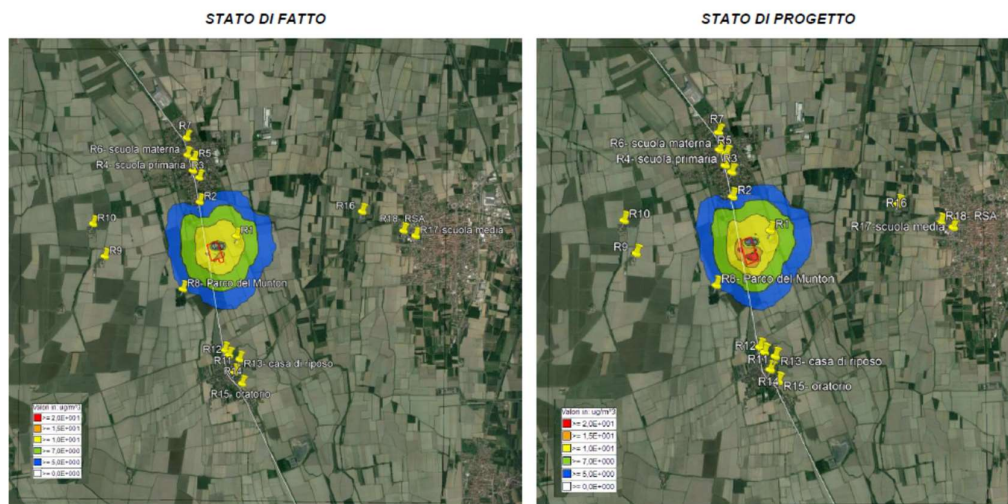 STATO DI FATTO
R7
R6- scuola materna
R5
R4- scuola primaria
R3
R2
R16
R10
R1
R18- RSA
R17 scuola media
R9
R8- Parco del Munton
R12
R11
R13- casa di riposo
R14
R15- oratorio
Valori in: ug/m^3
>= 2,0E+001
>= 1,5E+001
>= 1,0E+001
>= 7,0E+000
>= 5,0E+000
>= 0,0E+000
STATO DI PROGETTO
R7
R5
R6- scuola materna
R4- scuola primaria
R3
R2
R16
R10
R1
R18- RSA
R17 scuola media
R9
R8- Parco del Munton
R12
R11
R13- casa di riposo
R14
R15- oratorio
Valori in: ug/m^3
>= 2,0E+001
>= 1,5E+001
>= 1,0E+001
>= 7,0E+000
>= 5,0E+000
>= 0,0E+000